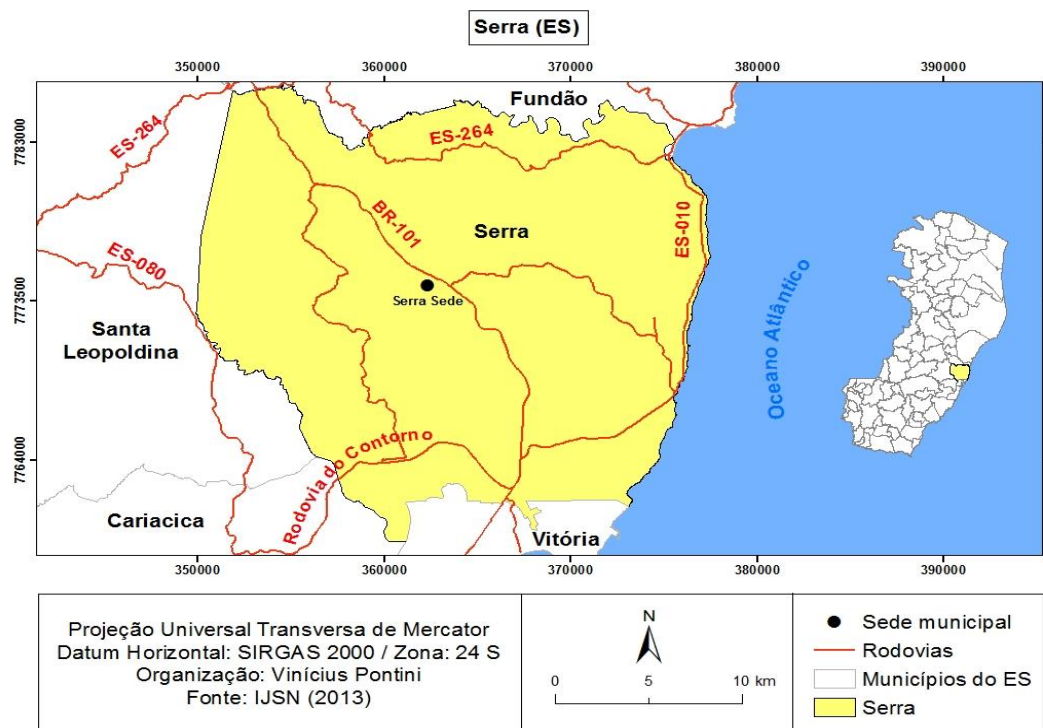 Serra (ES)
350000
360000
370000
380000
390000
7783000
7773500
7764000
Fundão
ES-264
ES-264
BR-101
Serra
ES-010
ES-080
Serra Sede
Santa
Leopoldina
Oceano Atlântico
Rodovia do Contorno
Cariacica
Vitória
350000
360000
370000
380000
390000
Projeção Universal Transversa de Mercator
Datum Horizontal: SIRGAS 2000 / Zona: 24 S
Organização: Vinícius Pontini
Fonte: IJSN (2013)
N
0
5
10 km
Sede municipal
Rodovias
Municípios do ES
Serra